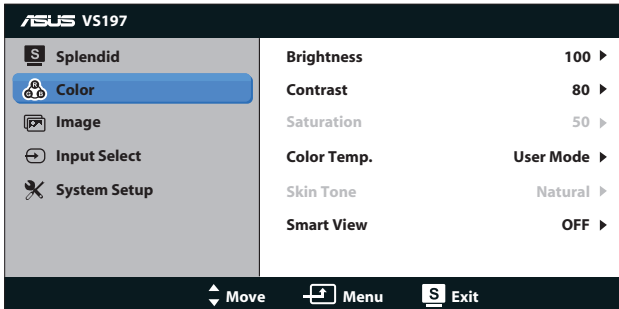 ASUS VS197
S Splendid
Color
Image
Input Select
System Setup
Brightness 100
Contrast 80
Saturation 50
Color Temp. User Mode
Skin Tone Natural
Smart View OFF
Move Menu S Exit